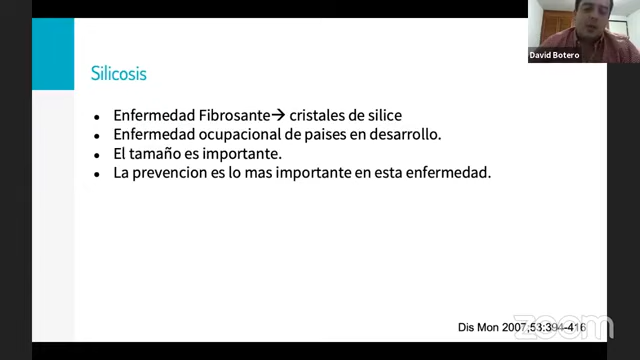 David Botero
Silicosis
Enfermedad Fibrosante→ cristales de silice
Enfermedad ocupacional de paises en desarrollo.
El tamaño es importante.
La prevencion es lo mas importante en esta enfermedad.
Dis Mon 2007;53:394-416
zoom